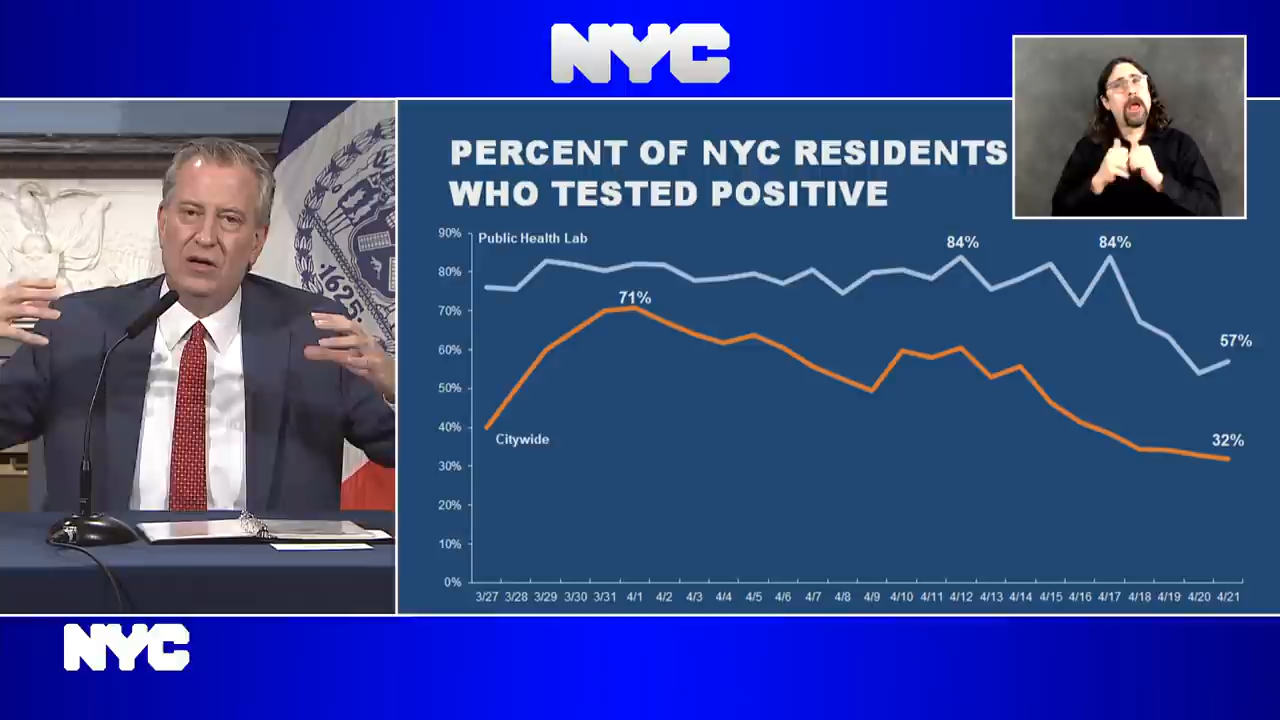 NYC
PERCENT OF NYC RESIDENTS
WHO TESTED POSITIVE
90%
Public Health Lab
84%
84%
80%
71%
70%
60%
57%
50%
40%
Citywide
32%
30%
20%
10%
0%
3/27 3/28 3/29 3/30 3/31 4/1 4/2 4/3 4/4 4/5 4/6 4/7 4/8 4/9 4/10 4/11 4/12 4/13 4/14 4/15 4/16 4/17 4/18 4/19 4/20 4/21
·1625·
NYC